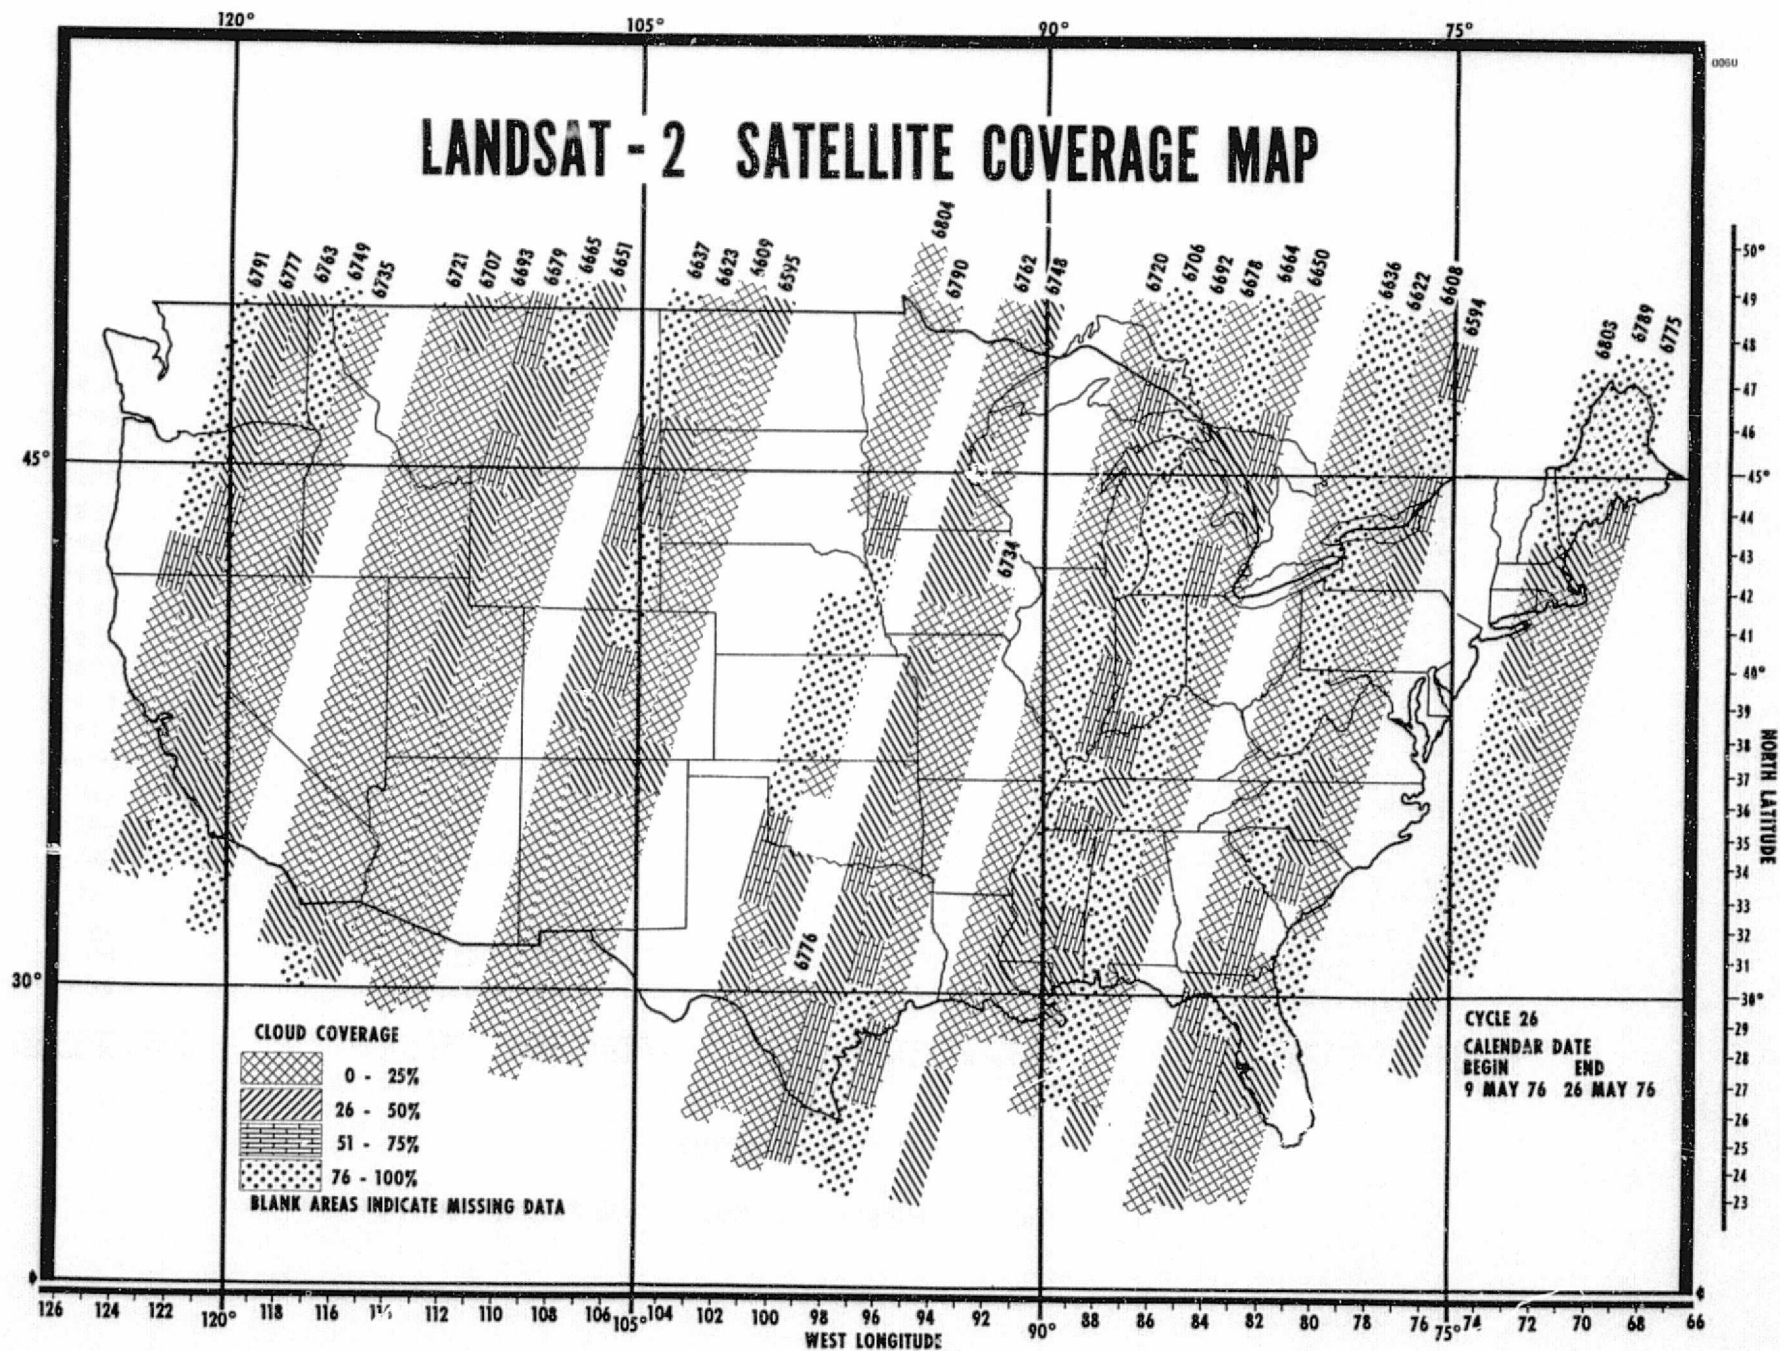 120° 105° 90° 75°
LANDSAT - 2 SATELLITE COVERAGE MAP
6791 6777 6763 6749 6735 6721 6707 6693 6679 6665 6651 6637 6623 6609 6595 6804 6790 6762 6748 6720 6706 6692 6678 6664 6650 6636 6622 6608 6594 6803 6789 6775
6734
6776
45°
30°
50°
49
48
47
46
45°
44
43
42
41
40°
39
38
37
36
35
34
33
32
31
30°
29
28
27
26
25
24
23
NORTH LATITUDE
CLOUD COVERAGE
0 - 25%
26 - 50%
51 - 75%
76 - 100%
BLANK AREAS INDICATE MISSING DATA
CYCLE 26
CALENDAR DATE
BEGIN END
9 MAY 76 26 MAY 76
126 124 122 120° 118 116 112 110 108 106 105° 104 102 100 98 96 94 92 90° 88 86 84 82 80 78 76 75° 74 72 70 68 66
WEST LONGITUDE